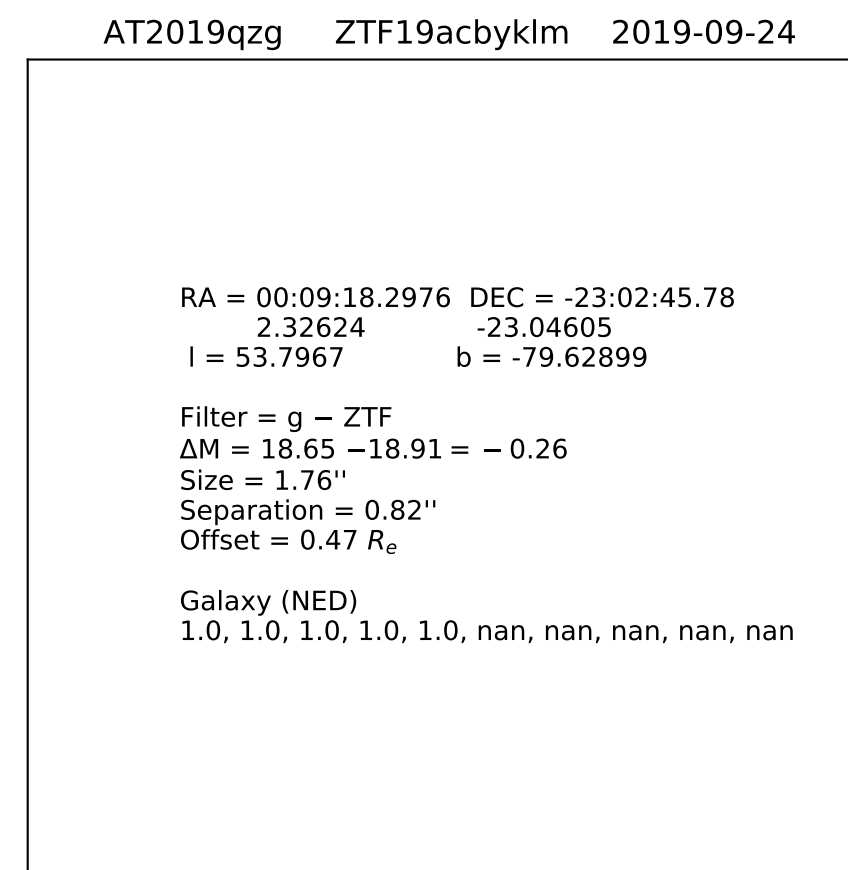 AT2019qzg ZTF19acbyklm 2019-09-24
RA = 00:09:18.2976 DEC = -23:02:45.78
2.32624 -23.04605
l = 53.7967 b = -79.62899
Filter = g − ZTF
ΔM = 18.65 −18.91 = − 0.26
Size = 1.76''
Separation = 0.82''
Offset = 0.47 Rₑ
Galaxy (NED)
1.0, 1.0, 1.0, 1.0, 1.0, nan, nan, nan, nan, nan